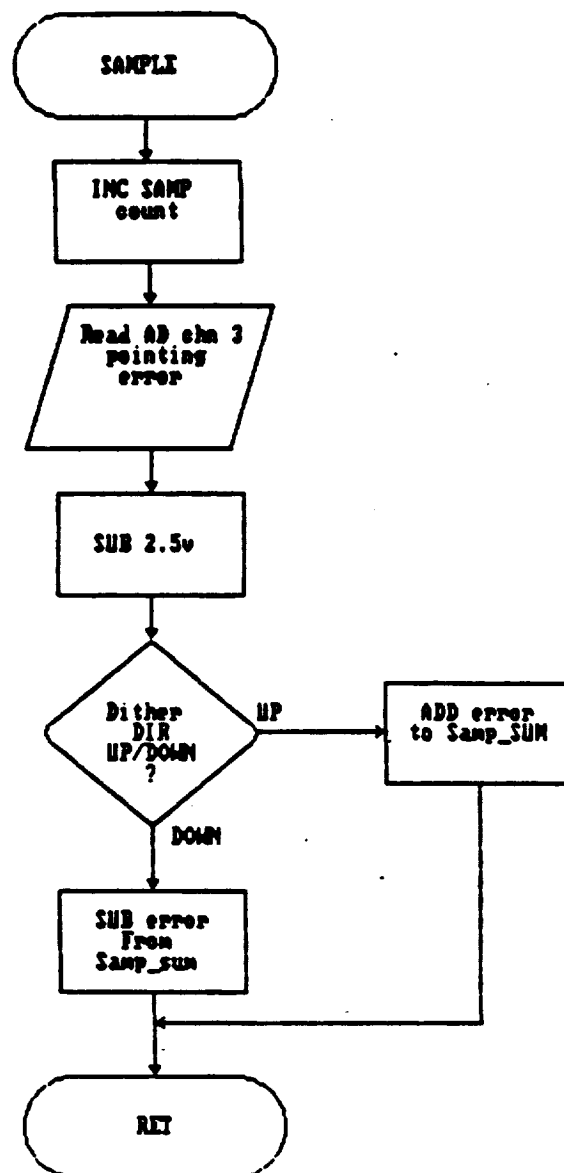 SAMPLE
INC SAMP
count
Read AD chn 3
pointing
error
SUB 2.5v
Dither
DIR
UP/DOWN
?
UP
ADD error
to Samp_SUM
DOWN
SUB error
From
Samp_sum
RET